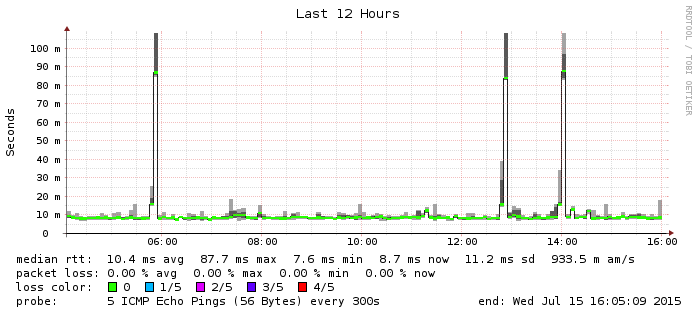 Last 12 Hours
RRDTOOL / TOBI OETIKER
Seconds
100 m
90 m
80 m
70 m
60 m
50 m
40 m
30 m
20 m
10 m
0
06:00 08:00 10:00 12:00 14:00 16:00
median rtt: 10.4 ms avg 87.7 ms max 7.6 ms min 8.7 ms now 11.2 ms sd 933.5 m am/s
packet loss: 0.00 % avg 0.00 % max 0.00 % min 0.00 % now
loss color: 0 1/5 2/5 3/5 4/5
probe: 5 ICMP Echo Pings (56 Bytes) every 300s end: Wed Jul 15 16:05:09 2015